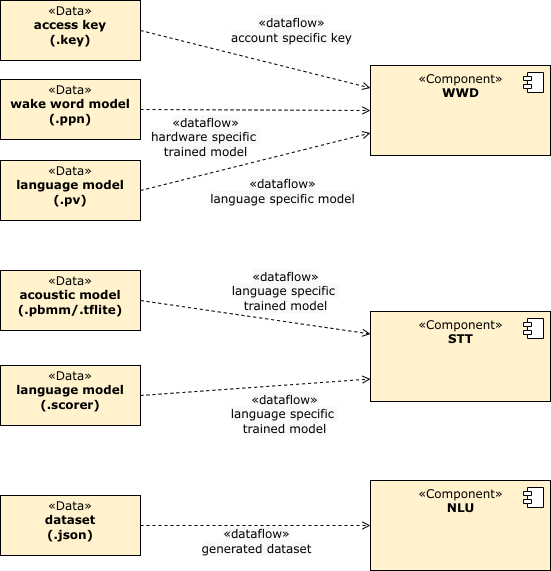 «Data»
access key
(.key)
«dataflow»
account specific key
«Component»
WWD
«Data»
wake word model
(.ppn)
«dataflow»
hardware specific
trained model
«Data»
language model
(.pv)
«dataflow»
language specific model
«Data»
acoustic model
(.pbmm/.tflite)
«dataflow»
language specific
trained model
«Component»
STT
«Data»
language model
(.scorer)
«dataflow»
language specific
trained model
«Data»
dataset
(.json)
«dataflow»
generated dataset
«Component»
NLU